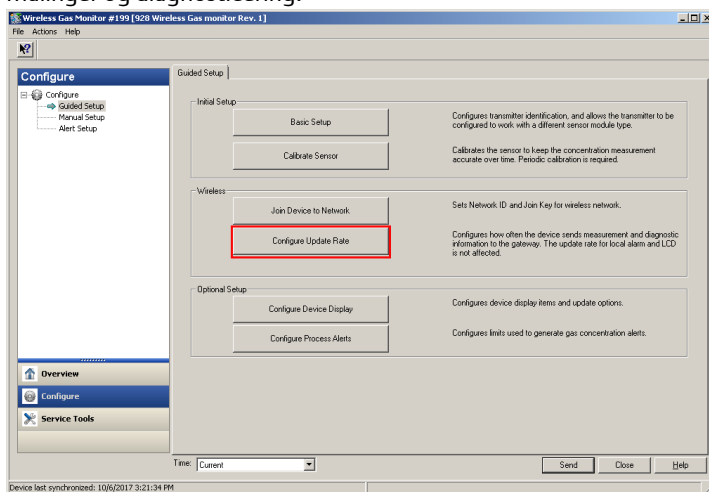 målinger og diagnosticering.
Wireless Gas Monitor #199 [928 Wireless Gas monitor Rev. 1]
File Actions Help
Configure
Configure
Guided Setup
Manual Setup
Alert Setup
Overview
Configure
Service Tools
Guided Setup
Initial Setup
Basic Setup
Configures transmitter identification, and allows the transmitter to be
configured to work with a different sensor module type.
Calibrate Sensor
Calibrates the sensor to keep the concentration measurement
accurate over time. Periodic calibration is required.
Wireless
Join Device to Network
Sets Network ID and Join Key for wireless network.
Configure Update Rate
Configures how often the device sends measurement and diagnostic
information to the gateway. The update rate for local alarm and LCD
is not affected.
Optional Setup
Configure Device Display
Configures device display items and update options.
Configure Process Alerts
Configures limits used to generate gas concentration alerts.
Time: Current
Send Close Help
Device last synchronized: 10/6/2017 3:21:34 PM